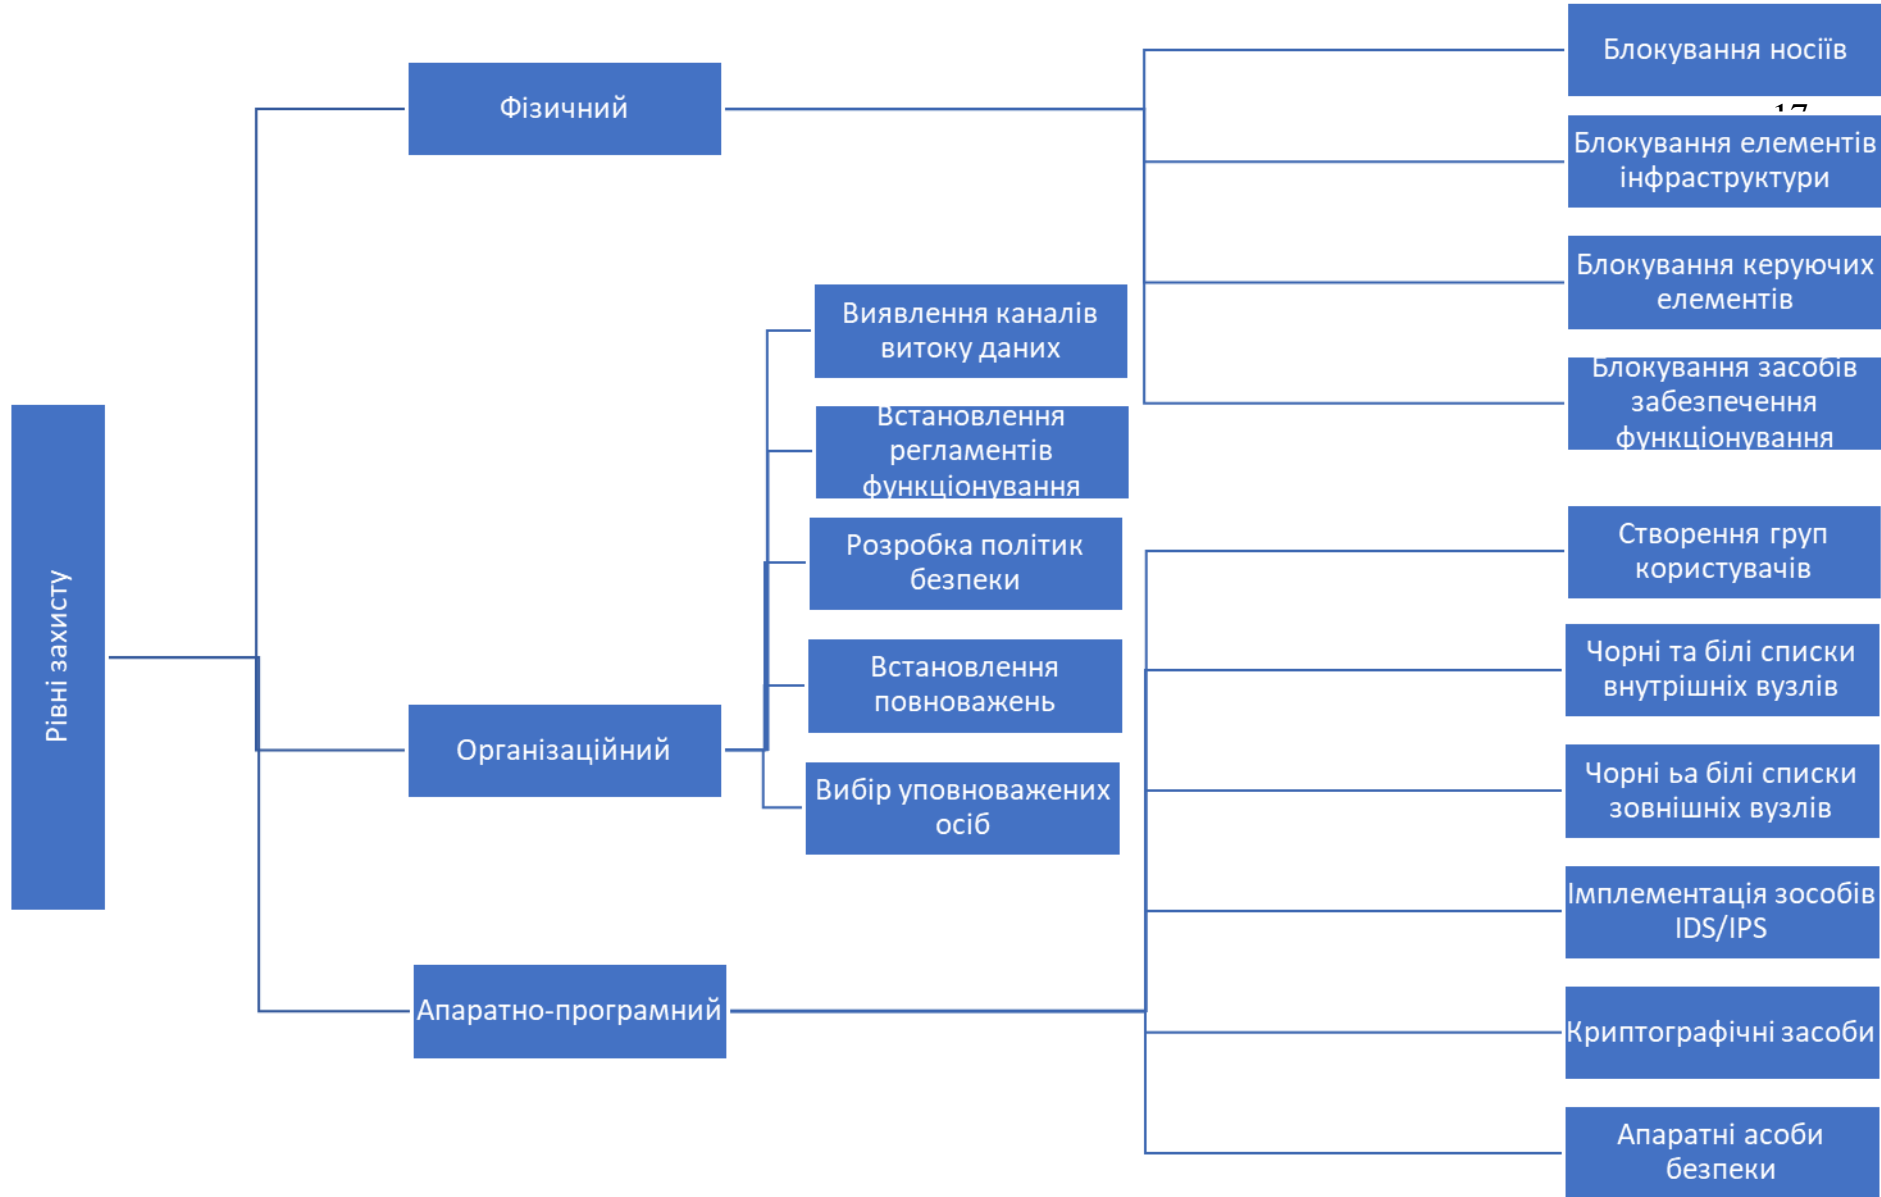 Рівні захисту
Фізичний
Блокування носіїв
17
Блокування елементів
інфраструктури
Блокування керуючих
елементів
Блокування засобів
забезпечення
функціонування
Організаційний
Виявлення каналів
витоку даних
Встановлення
регламентів
функціонування
Розробка політик
безпеки
Встановлення
повноважень
Вибір уповноважених
осіб
Апаратно-програмний
Створення груп
користувачів
Чорні та білі списки
внутрішніх вузлів
Чорні ьа білі списки
зовнішніх вузлів
Імплементація зособів
IDS/IPS
Криптографічні засоби
Апаратні асоби
безпеки